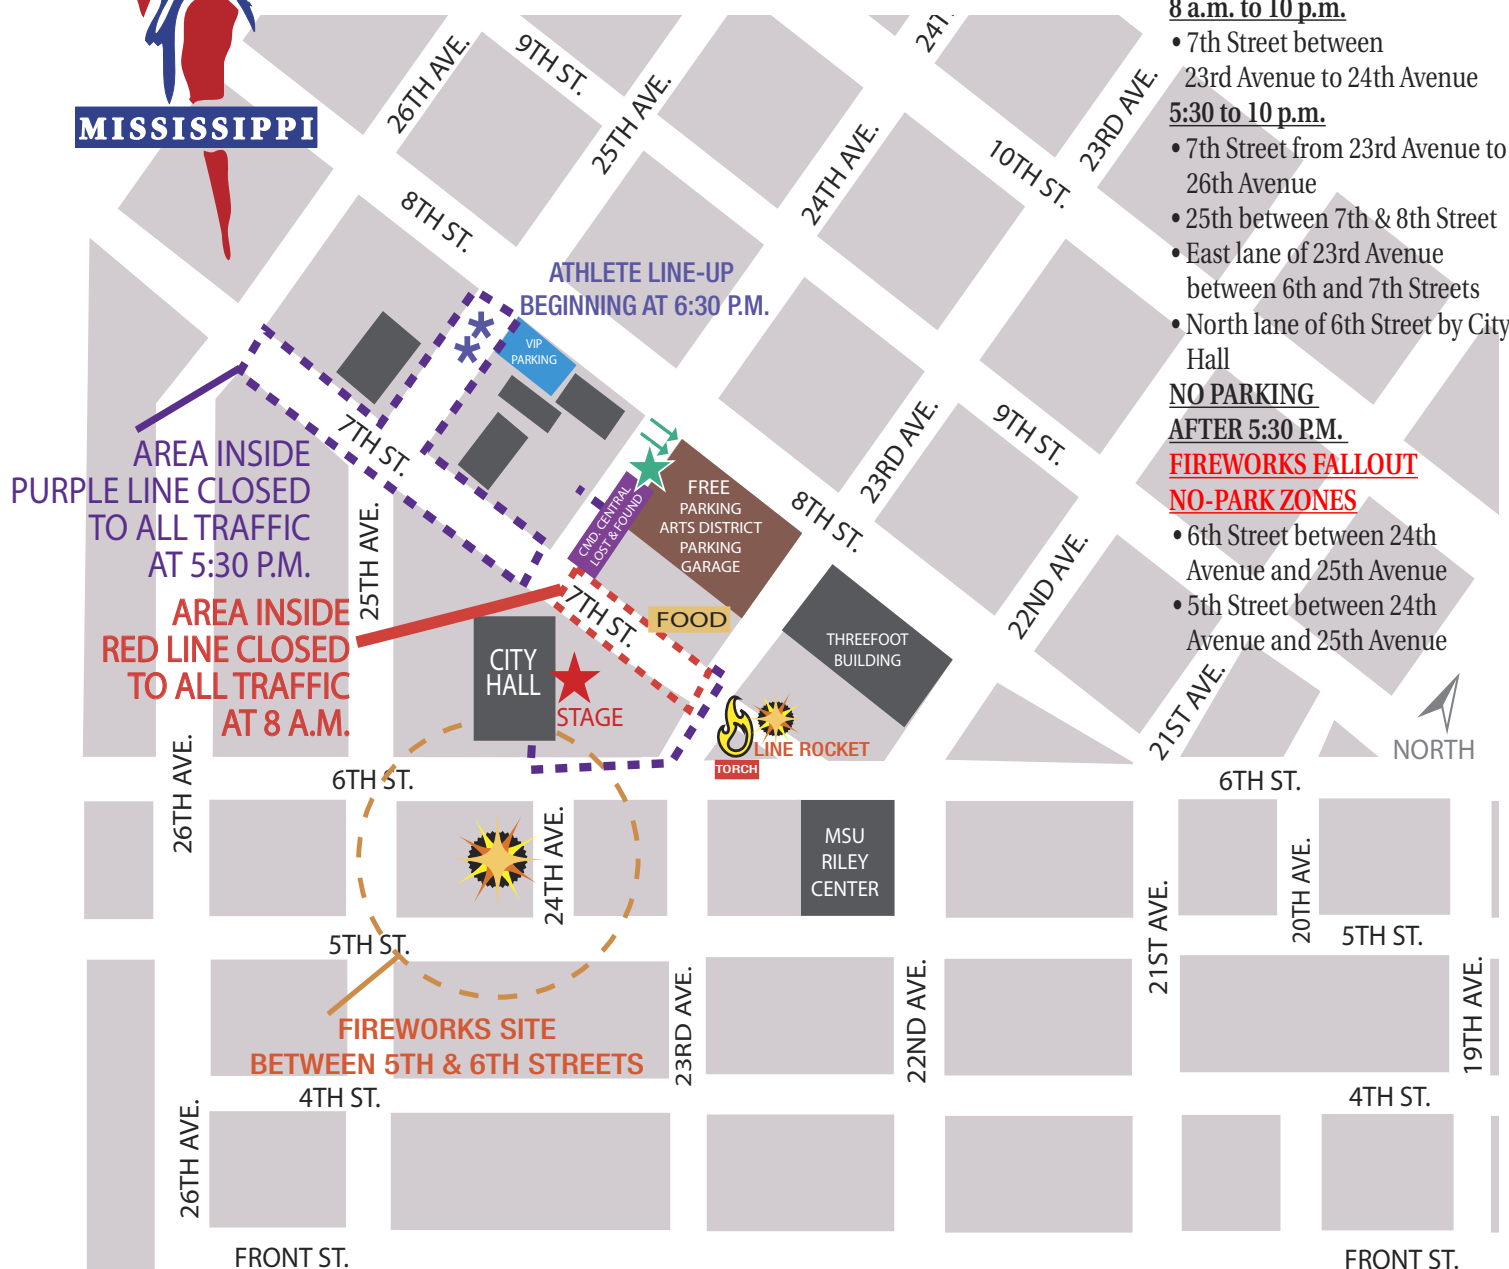 MISSISSIPPI
8 a.m. to 10 p.m.
• 7th Street between
23rd Avenue to 24th Avenue
5:30 to 10 p.m.
• 7th Street from 23rd Avenue to
26th Avenue
• 25th between 7th & 8th Street
• East lane of 23rd Avenue
between 6th and 7th Streets
• North lane of 6th Street by City
Hall
NO PARKING
AFTER 5:30 P.M.
FIREWORKS FALLOUT
NO-PARK ZONES
• 6th Street between 24th
Avenue and 25th Avenue
• 5th Street between 24th
Avenue and 25th Avenue
NORTH
26TH AVE.
9TH ST.
25TH AVE.
23RD AVE.
24TH AVE.
10TH ST.
8TH ST.
ATHLETE LINE-UP
BEGINNING AT 6:30 P.M.
VIP
PARKING
7TH ST.
AREA INSIDE
PURPLE LINE CLOSED
TO ALL TRAFFIC
AT 5:30 P.M.
25TH AVE.
CMD. CENTRAL
LOST & FOUND
FREE
PARKING
ARTS DISTRICT
PARKING
GARAGE
8TH ST.
23RD AVE.
9TH ST.
22ND AVE.
AREA INSIDE
RED LINE CLOSED
TO ALL TRAFFIC
AT 8 A.M.
7TH ST.
FOOD
CITY
HALL
STAGE
THREEFOOT
BUILDING
LINE ROCKET
TORCH
21ST AVE.
26TH AVE.
6TH ST.
6TH ST.
24TH AVE.
MSU
RILEY
CENTER
21ST AVE.
20TH AVE.
5TH ST.
5TH ST.
FIREWORKS SITE
BETWEEN 5TH & 6TH STREETS
23RD AVE.
22ND AVE.
19TH AVE.
4TH ST.
4TH ST.
26TH AVE.
FRONT ST.
FRONT ST.